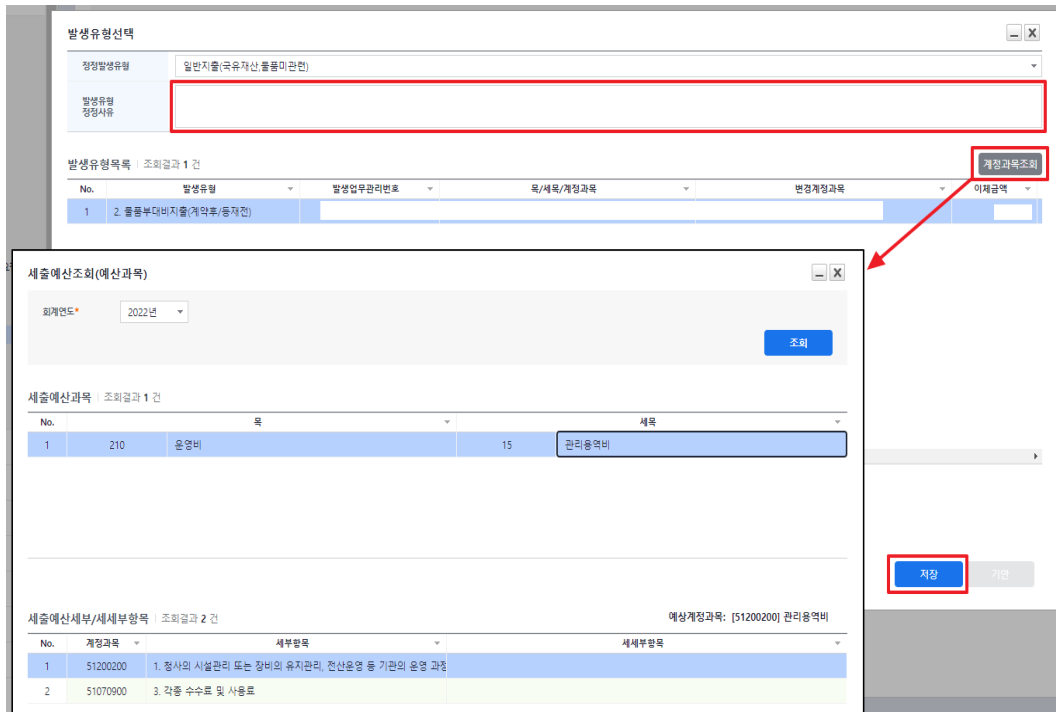 발생유형선택
정정발생유형 일반지출(국유재산,물품미관련)
발생유형
정정사유
발생유형목록 조회결과 1 건 계정과목조회
No. 발생유형 발생업무관리번호 목/세목/계정과목 변경계정과목 이체금액
1 2. 물품부대비지출(계약후/등재전)
세출예산조회(예산과목)
회계연도* 2022년
조회
세출예산과목 조회결과 1 건
No. 목 세목
1 210 운영비 15 관리용역비
저장 기안
세출예산세부/세세부항목 조회결과 2 건 예상계정과목: [51200200] 관리용역비
No. 계정과목 세부항목 세세부항목
1 51200200 1. 청사의 시설관리 또는 장비의 유지관리, 전산운영 등 기관의 운영 과정
2 51070900 3. 각종 수수료 및 사용료